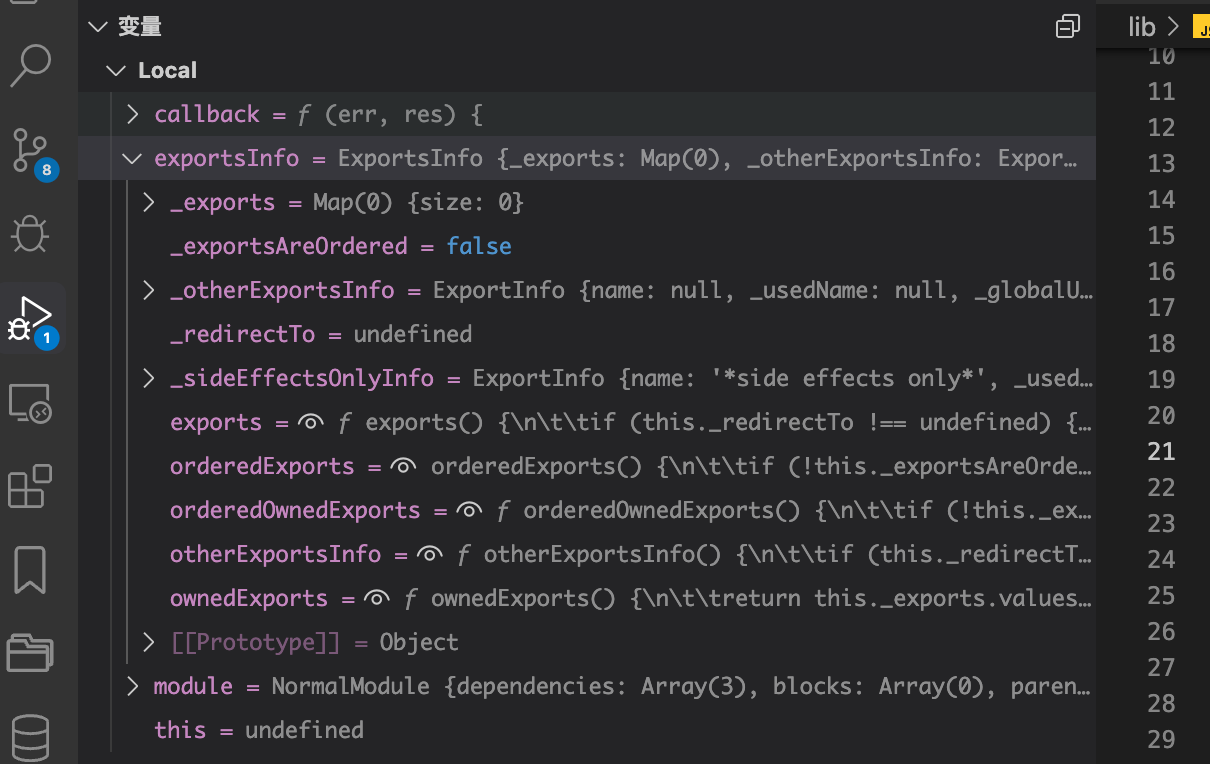 变量
lib
JS
Local
callback = ƒ (err, res) {
exportsInfo = ExportsInfo {_exports: Map(0), _otherExportsInfo: Expor…
_exports = Map(0) {size: 0}
_exportsAreOrdered = false
_otherExportsInfo = ExportInfo {name: null, _usedName: null, _globalU…
_redirectTo = undefined
_sideEffectsOnlyInfo = ExportInfo {name: '*side effects only*', _used…
exports = ƒ exports() {\n\t\tif (this._redirectTo !== undefined) {…
orderedExports = orderedExports() {\n\t\tif (!this._exportsAreOrde…
orderedOwnedExports = ƒ orderedOwnedExports() {\n\t\tif (!this._ex…
otherExportsInfo = ƒ otherExportsInfo() {\n\t\tif (this._redirectT…
ownedExports = ƒ ownedExports() {\n\t\treturn this._exports.values…
[[Prototype]] = Object
module = NormalModule {dependencies: Array(3), blocks: Array(0), paren…
this = undefined
8
1
10
11
12
13
14
15
16
17
18
19
20
21
22
23
24
25
26
27
28
29